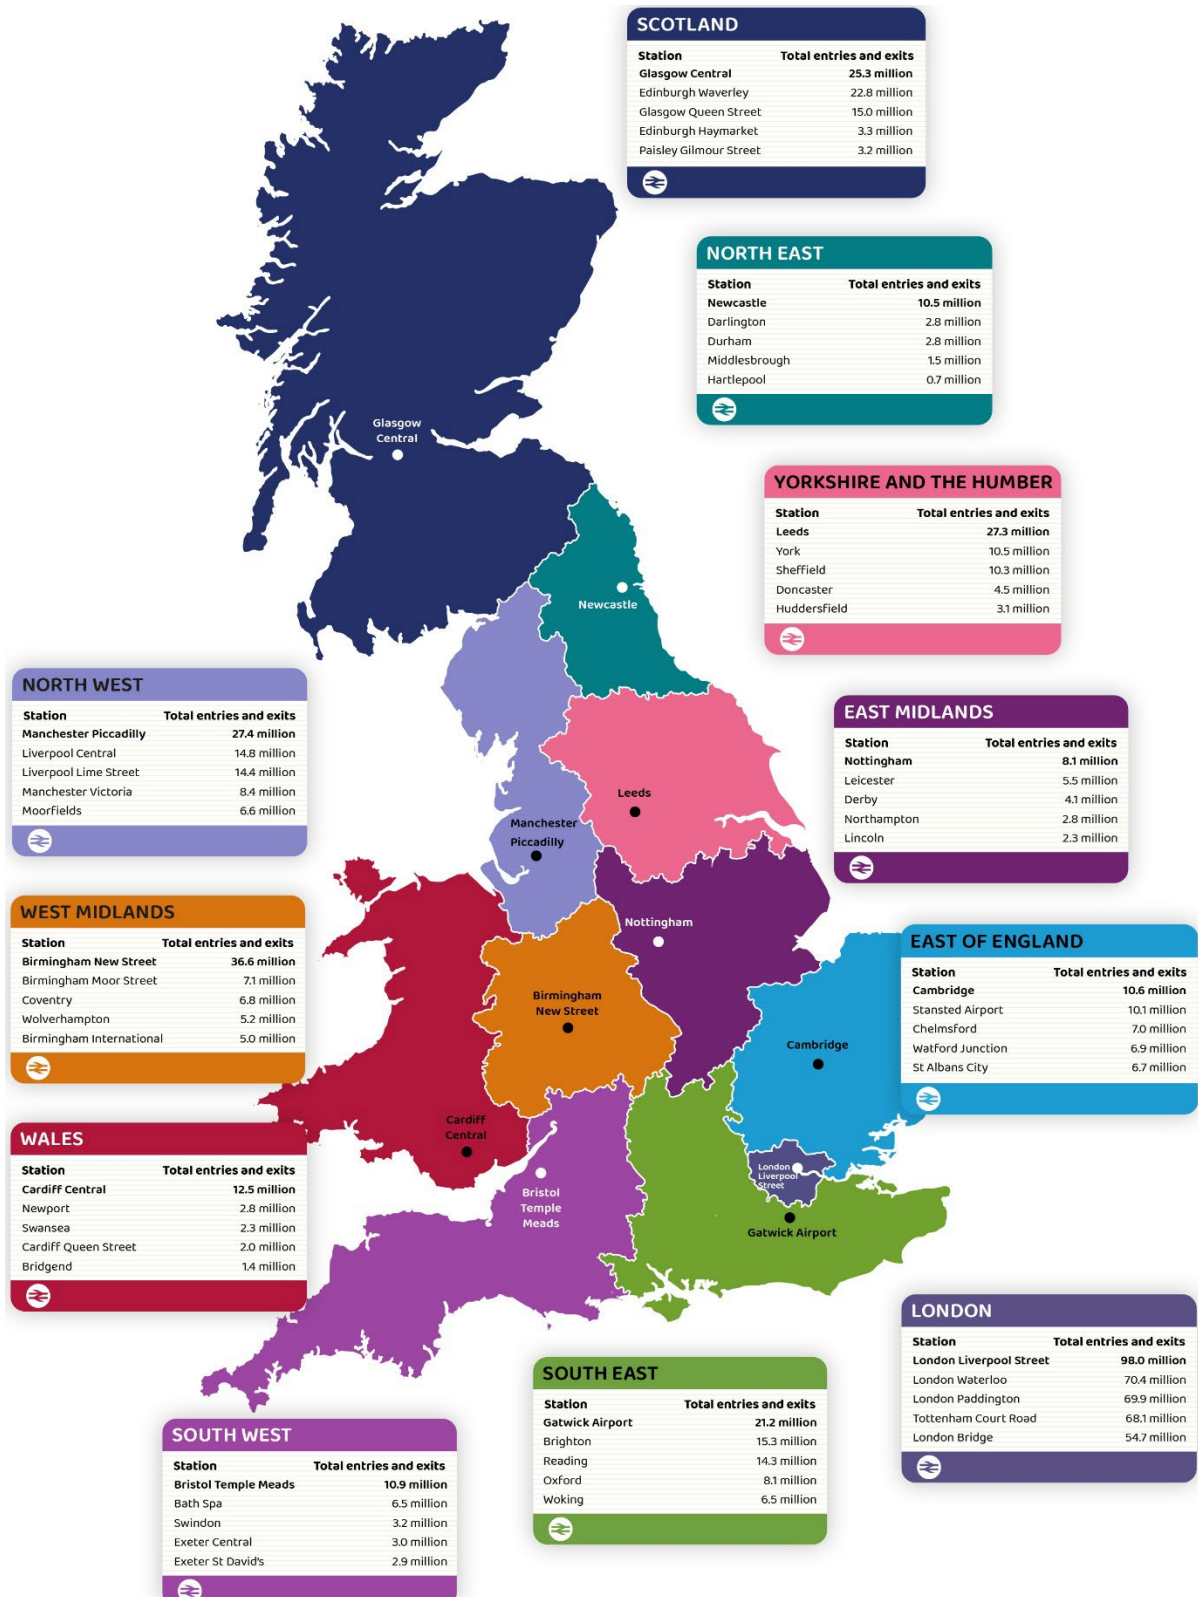 SCOTLAND
Station Total entries and exits
Glasgow Central 25.3 million
Edinburgh Waverley 22.8 million
Glasgow Queen Street 15.0 million
Edinburgh Haymarket 3.3 million
Paisley Gilmour Street 3.2 million
NORTH EAST
Station Total entries and exits
Newcastle 10.5 million
Darlington 2.8 million
Durham 2.8 million
Middlesbrough 1.5 million
Hartlepool 0.7 million
Glasgow
Central
YORKSHIRE AND THE HUMBER
Station Total entries and exits
Leeds 27.3 million
York 10.5 million
Sheffield 10.3 million
Doncaster 4.5 million
Huddersfield 3.1 million
Newcastle
NORTH WEST
Station Total entries and exits
Manchester Piccadilly 27.4 million
Liverpool Central 14.8 million
Liverpool Lime Street 14.4 million
Manchester Victoria 8.4 million
Moorfields 6.6 million
EAST MIDLANDS
Station Total entries and exits
Nottingham 8.1 million
Leicester 5.5 million
Derby 4.1 million
Northampton 2.8 million
Lincoln 2.3 million
Leeds
Manchester
Piccadilly
WEST MIDLANDS
Station Total entries and exits
Birmingham New Street 36.6 million
Birmingham Moor Street 7.1 million
Coventry 6.8 million
Wolverhampton 5.2 million
Birmingham International 5.0 million
Nottingham
EAST OF ENGLAND
Station Total entries and exits
Cambridge 10.6 million
Stansted Airport 10.1 million
Chelmsford 7.0 million
Watford Junction 6.9 million
St Albans City 6.7 million
Birmingham
New Street
Cambridge
WALES
Station Total entries and exits
Cardiff Central 12.5 million
Newport 2.8 million
Swansea 2.3 million
Cardiff Queen Street 2.0 million
Bridgend 1.4 million
Cardiff
Central
London
Liverpool
Street
Bristol
Temple
Meads
Gatwick Airport
LONDON
Station Total entries and exits
London Liverpool Street 98.0 million
London Waterloo 70.4 million
London Paddington 69.9 million
Tottenham Court Road 68.1 million
London Bridge 54.7 million
SOUTH EAST
Station Total entries and exits
Gatwick Airport 21.2 million
Brighton 15.3 million
Reading 14.3 million
Oxford 8.1 million
Woking 6.5 million
SOUTH WEST
Station Total entries and exits
Bristol Temple Meads 10.9 million
Bath Spa 6.5 million
Swindon 3.2 million
Exeter Central 3.0 million
Exeter St David's 2.9 million